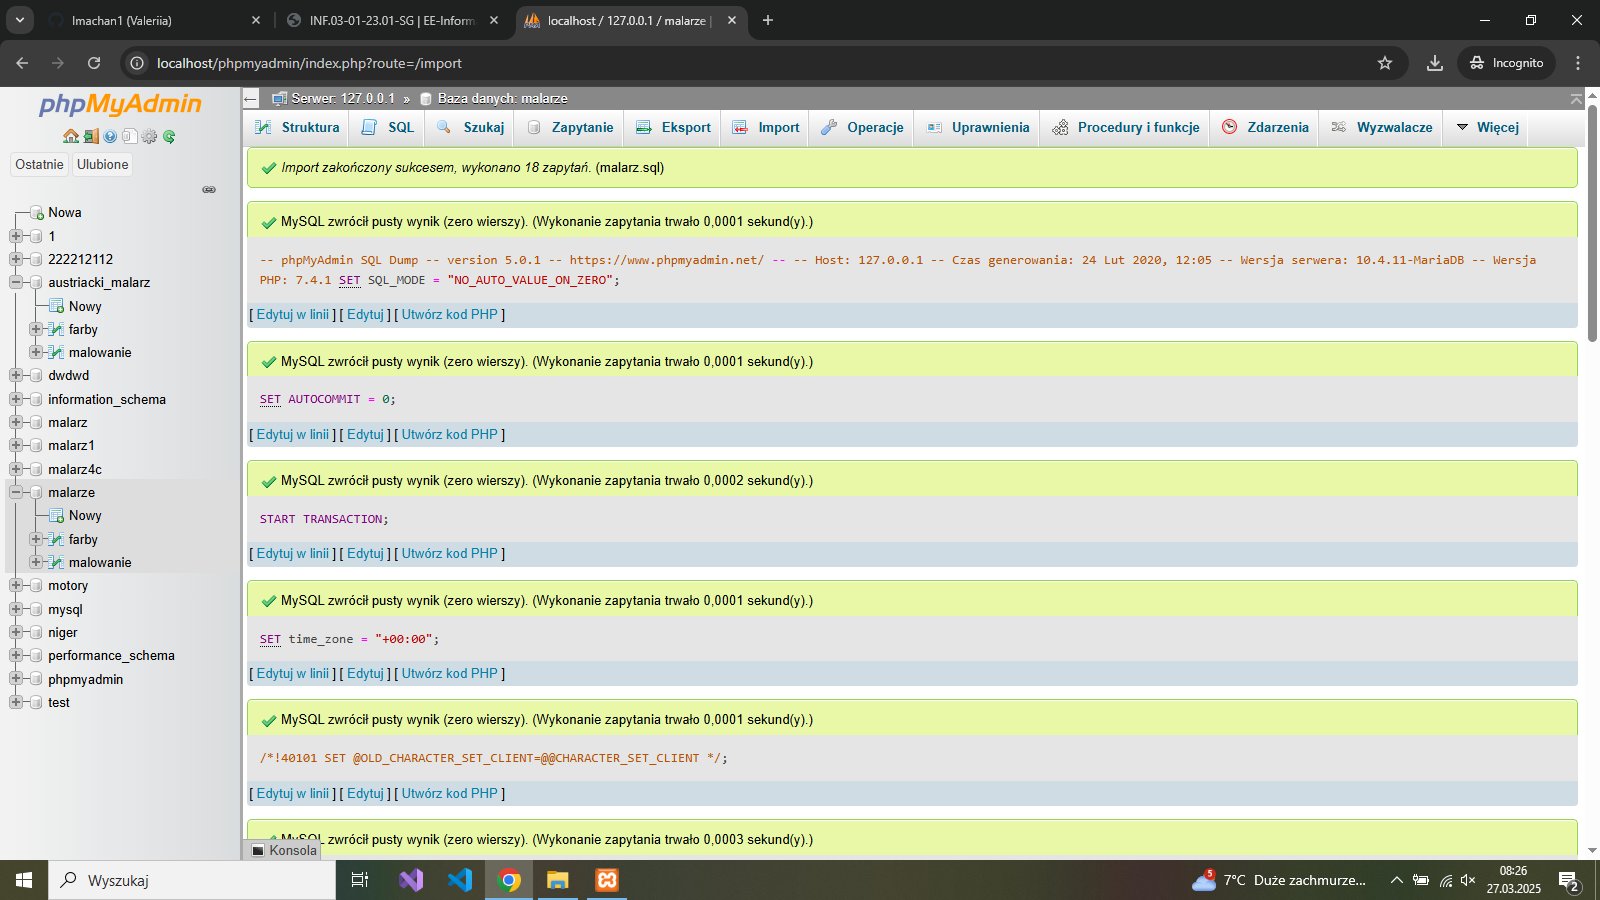 Imachan1 (Valeriia)
INF.03-01-23.01-SG | EE-Inform
localhost / 127.0.0.1 / malarze |
localhost/phpmyadmin/index.php?route=/import
Incognito
phpMyAdmin
Ostatnie
Ulubione
Nowa
1
222212112
austriacki_malarz
Nowy
farby
malowanie
dwdwd
information_schema
malarz
malarz1
malarz4c
malarze
Nowy
farby
malowanie
motory
mysql
niger
performance_schema
phpmyadmin
test
Serwer: 127.0.0.1 » Baza danych: malarze
Struktura
SQL
Szukaj
Zapytanie
Eksport
Import
Operacje
Uprawnienia
Procedury i funkcje
Zdarzenia
Wyzwalacze
Więcej
Import zakończony sukcesem, wykonano 18 zapytań. (malarz.sql)
MySQL zwrócił pusty wynik (zero wierszy). (Wykonanie zapytania trwało 0,0001 sekund(y).)
-- phpMyAdmin SQL Dump -- version 5.0.1 -- https://www.phpmyadmin.net/ -- -- Host: 127.0.0.1 -- Czas generowania: 24 Lut 2020, 12:05 -- Wersja serwera: 10.4.11-MariaDB -- Wersja
PHP: 7.4.1 SET SQL_MODE = "NO_AUTO_VALUE_ON_ZERO";
[ Edytuj w linii ] [ Edytuj ] [ Utwórz kod PHP ]
MySQL zwrócił pusty wynik (zero wierszy). (Wykonanie zapytania trwało 0,0001 sekund(y).)
SET AUTOCOMMIT = 0;
[ Edytuj w linii ] [ Edytuj ] [ Utwórz kod PHP ]
MySQL zwrócił pusty wynik (zero wierszy). (Wykonanie zapytania trwało 0,0002 sekund(y).)
START TRANSACTION;
[ Edytuj w linii ] [ Edytuj ] [ Utwórz kod PHP ]
MySQL zwrócił pusty wynik (zero wierszy). (Wykonanie zapytania trwało 0,0001 sekund(y).)
SET time_zone = "+00:00";
[ Edytuj w linii ] [ Edytuj ] [ Utwórz kod PHP ]
MySQL zwrócił pusty wynik (zero wierszy). (Wykonanie zapytania trwało 0,0001 sekund(y).)
/*!40101 SET @OLD_CHARACTER_SET_CLIENT=@@CHARACTER_SET_CLIENT */;
[ Edytuj w linii ] [ Edytuj ] [ Utwórz kod PHP ]
MySQL zwrócił pusty wynik (zero wierszy). (Wykonanie zapytania trwało 0,0003 sekund(y).)
Konsola
Wyszukaj
5
7°C Duże zachmurze...
08:26
27.03.2025
2